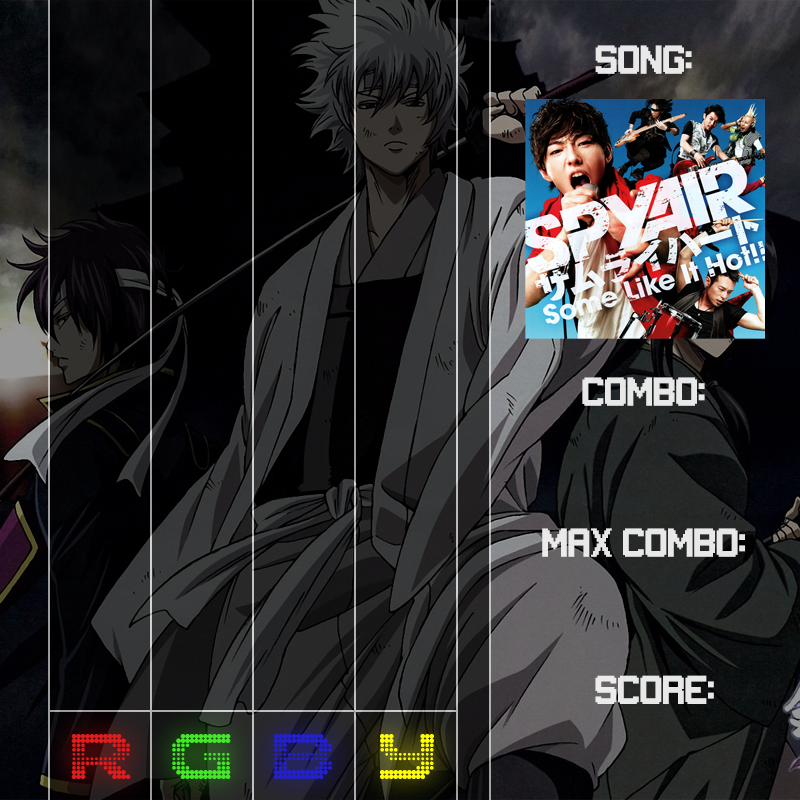 SONG:
SPYAIR
サムライハート
Some Like It Hot!!
COMBO:
MAX COMBO:
SCORE:
R G B Y